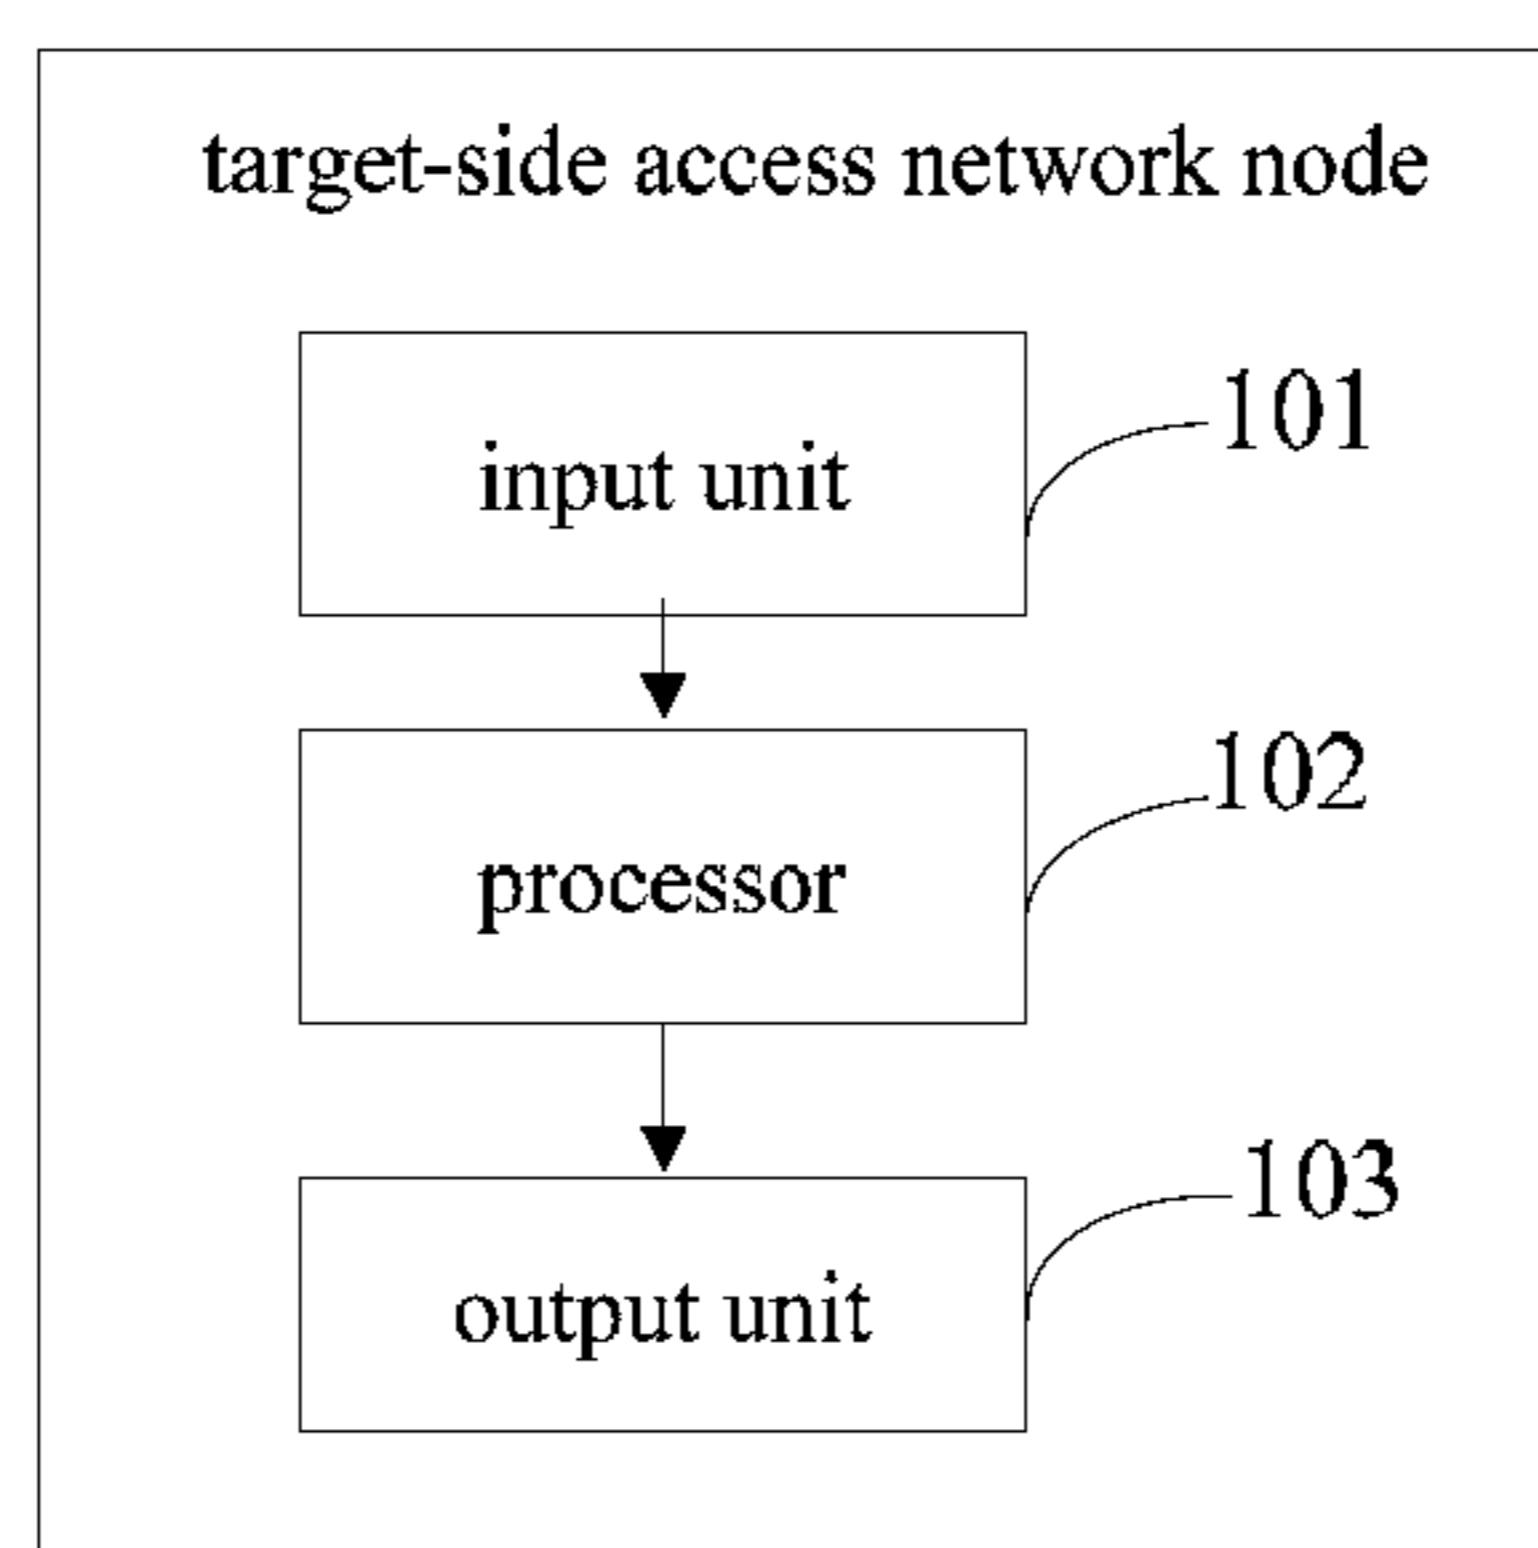 target-side access network node
101
input unit
102
processor
103
output unit